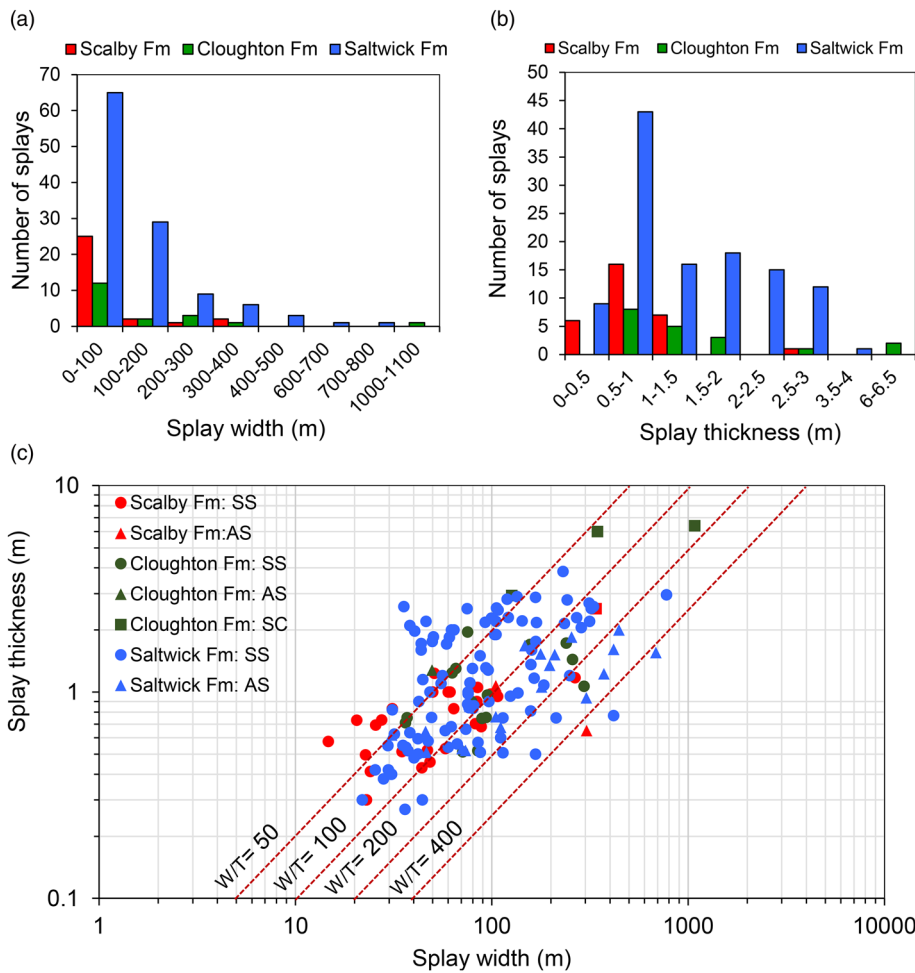 (a)
Scalby Fm Cloughton Fm Saltwick Fm
70
60
50
40
30
20
10
0
Number of splays
0-100 100-200 200-300 300-400 400-500 600-700 700-800 1000-1100
Splay width (m)
(b)
Scalby Fm Cloughton Fm Saltwick Fm
50
45
40
35
30
25
20
15
10
5
0
Number of splays
0-0.5 0.5-1 1-1.5 1.5-2 2-2.5 2.5-3 3.5-4 6-6.5
Splay thickness (m)
(c)
Scalby Fm: SS
Scalby Fm:AS
Cloughton Fm: SS
Cloughton Fm: AS
Cloughton Fm: SC
Saltwick Fm: SS
Saltwick Fm: AS
10
1
0.1
Splay thickness (m)
W/T= 50
W/T= 100
W/T= 200
W/T= 400
1 10 100 1000 10000
Splay width (m)